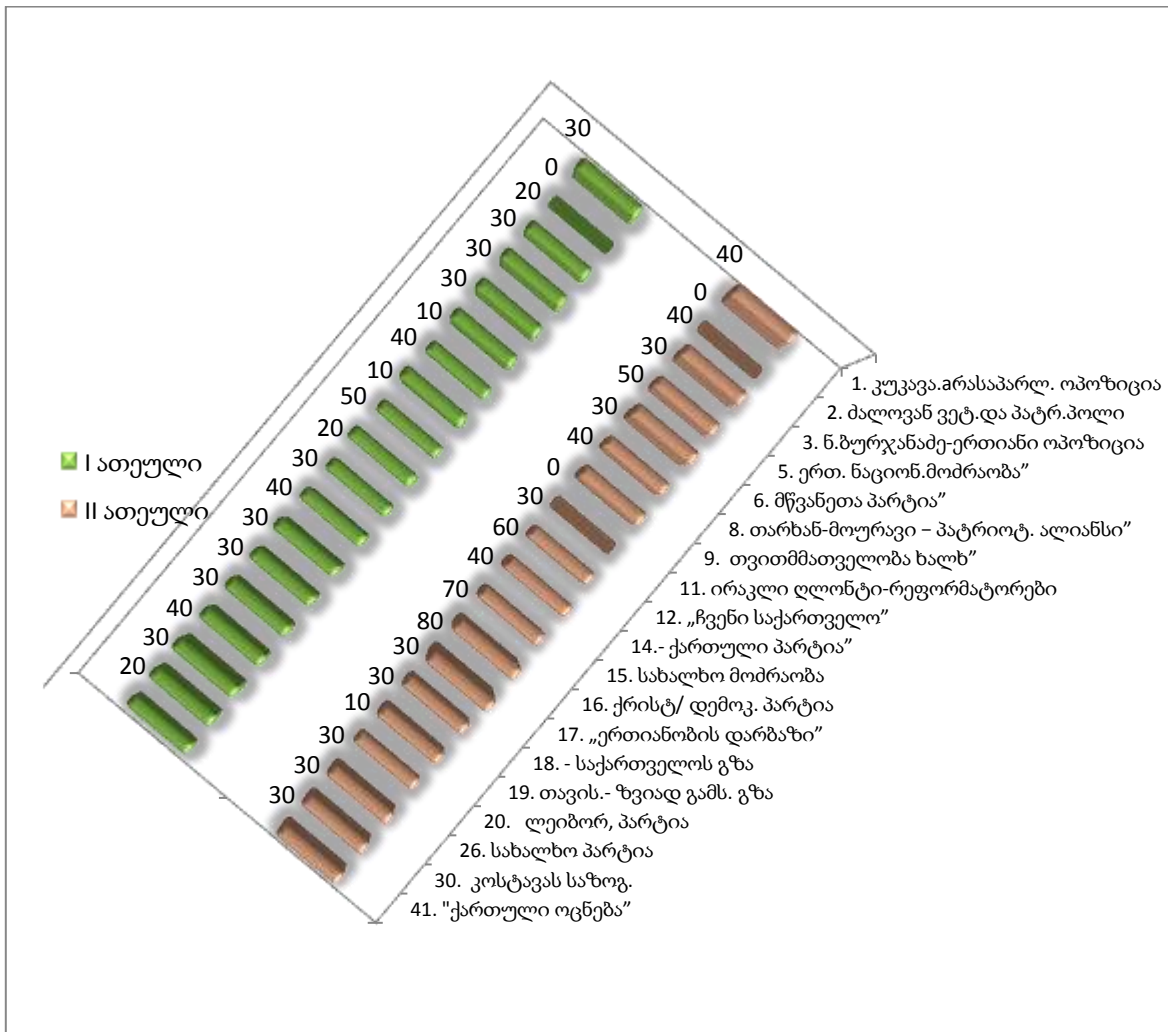 30
0
20
30
30
30
10
40
10
50
20
30
40
30
30
30
40
30
20
40
0
40
30
50
30
40
0
30
60
40
70
80
30
30
10
30
30
30
I ათეული
II ათეული
1. კუკავა.aრასაპარლ. ოპოზიცია
2. ძალოვან ვეტ.და პატრ.პოლი
3. ნ.ბურჯანაძე-ერთიანი ოპოზიცია
5. ერთ. ნაციონ.მოძრაობა”
6. მწვანეთა პარტია”
8. თარხან-მოურავი – პატრიოტ. ალიანსი”
9. თვითმმათველობა ხალხ”
11. ირაკლი ღლონტი-რეფორმატორები
12. „ჩვენი საქართველო”
14.- ქართული პარტია”
15. სახალხო მოძრაობა
16. ქრისტ/ დემოკ. პარტია
17. „ერთიანობის დარბაზი”
18. - საქართველოს გზა
19. თავის.- ზვიად გამს. გზა
20. ლეიბორ, პარტია
26. სახალხო პარტია
30. კოსტავას საზოგ.
41. "ქართული ოცნება”